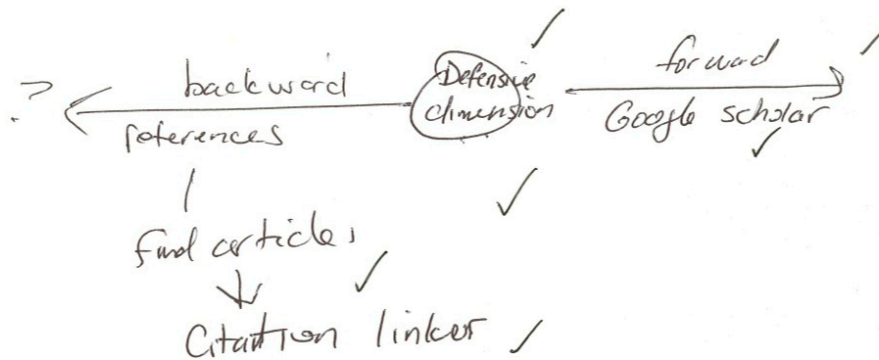 ?
backward
references
Defensive
dimension
forward
Google scholar
find articles
Citation linker